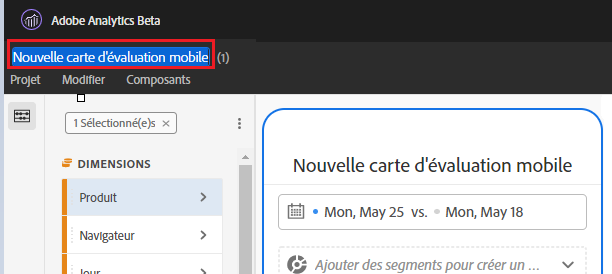 Adobe Analytics Beta
Nouvelle carte d'évaluation mobile (1)
Projet Modifier Composants
1 Sélectionné(e)s ×
DIMENSIONS
Produit
Navigateur
Jour
Nouvelle carte d'évaluation mobile
Mon, May 25 vs. Mon, May 18
Ajouter des segments pour créer un ...